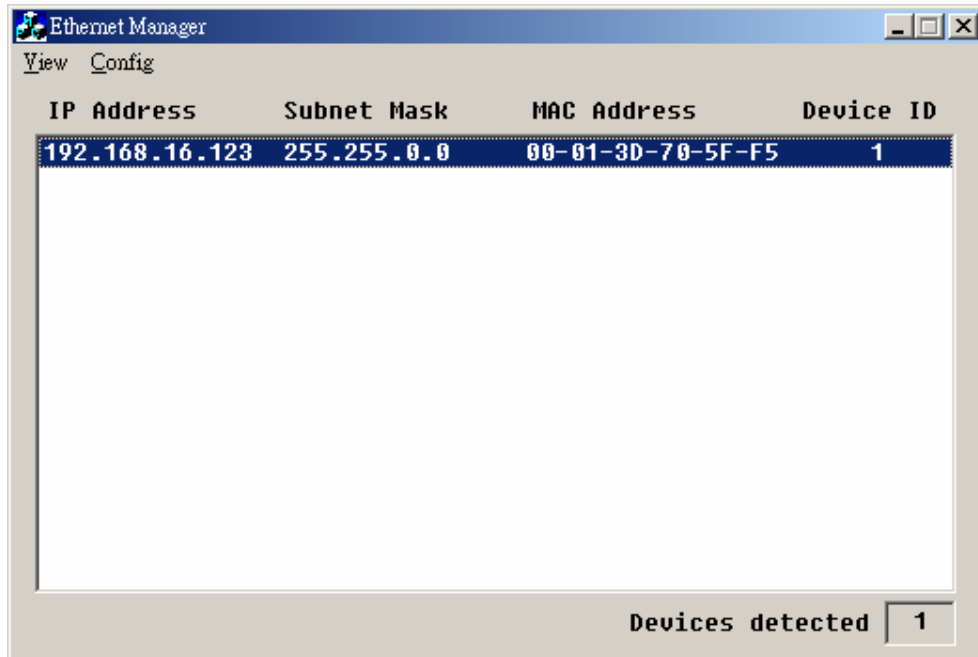 Ethernet Manager
View Config
IP Address Subnet Mask MAC Address Device ID
192.168.16.123 255.255.0.0 00-01-3D-70-5F-F5 1
Devices detected 1